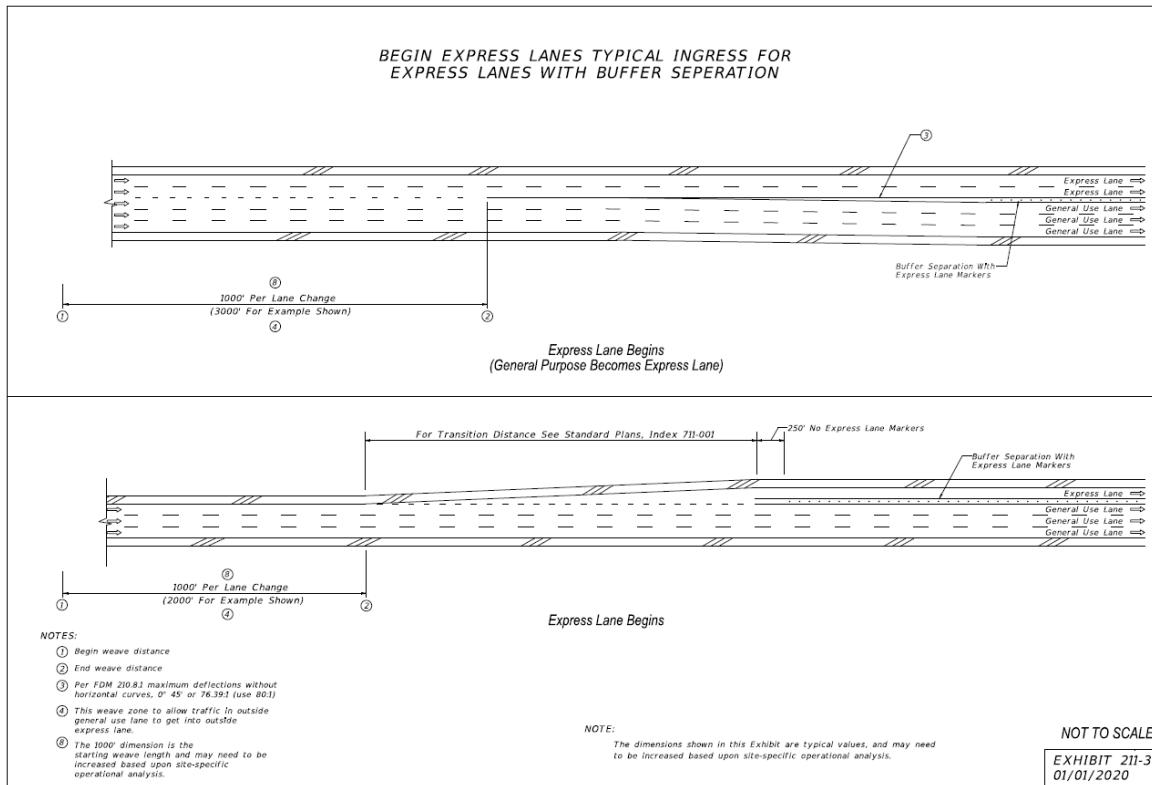 BEGIN EXPRESS LANES TYPICAL INGRESS FOR
EXPRESS LANES WITH BUFFER SEPERATION
3
Express Lane
Express Lane
General Use Lane
General Use Lane
General Use Lane
Buffer Separation With
Express Lane Markers
8
1000' Per Lane Change
(3000' For Example Shown)
1
4
2
Express Lane Begins
(General Purpose Becomes Express Lane)
For Transition Distance See Standard Plans, Index 711-001
250' No Express Lane Markers
Buffer Separation With
Express Lane Markers
Express Lane
General Use Lane
General Use Lane
General Use Lane
8
1000' Per Lane Change
(2000' For Example Shown)
1
4
2
Express Lane Begins
NOTES:
1 Begin weave distance
2 End weave distance
3 Per FDM 210.8.1 maximum deflections without
horizontal curves, 0° 45' or 76.39:1 (use 80:1)
4 This weave zone to allow traffic in outside
general use lane to get into outside
express lane.
8 The 1000' dimension is the
starting weave length and may need to be
increased based upon site-specific
operational analysis.
NOTE:
The dimensions shown in this Exhibit are typical values, and may need
to be increased based upon site-specific operational analysis.
NOT TO SCALE
EXHIBIT 211-3
01/01/2020